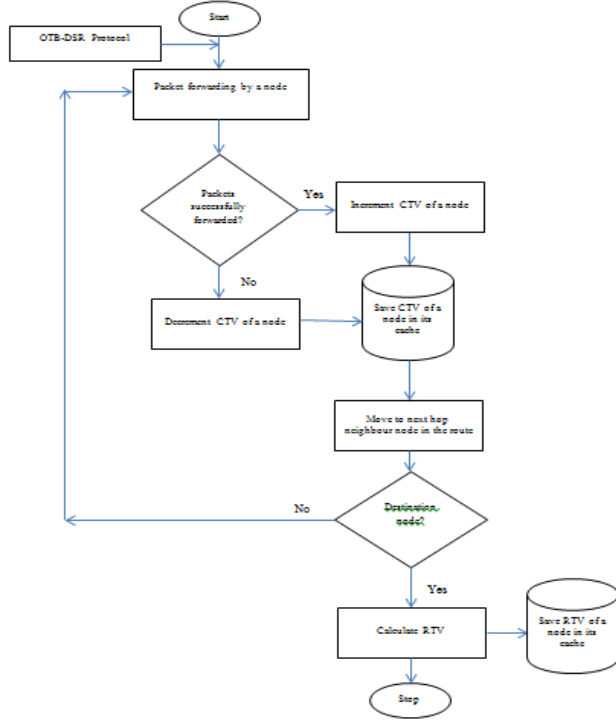 Start
OTB-DSR Protocol
Packet forwarding by a node
Packets
successfully
forwarded?
Yes
Increment CTV of a node
No
Decrement CTV of a node
Save CTV of a
node in its
cache
Move to next hop
neighbour node in the route
Destination
node?
No
Yes
Calculate RTV
Save RTV of a
node in its
cache
Stop